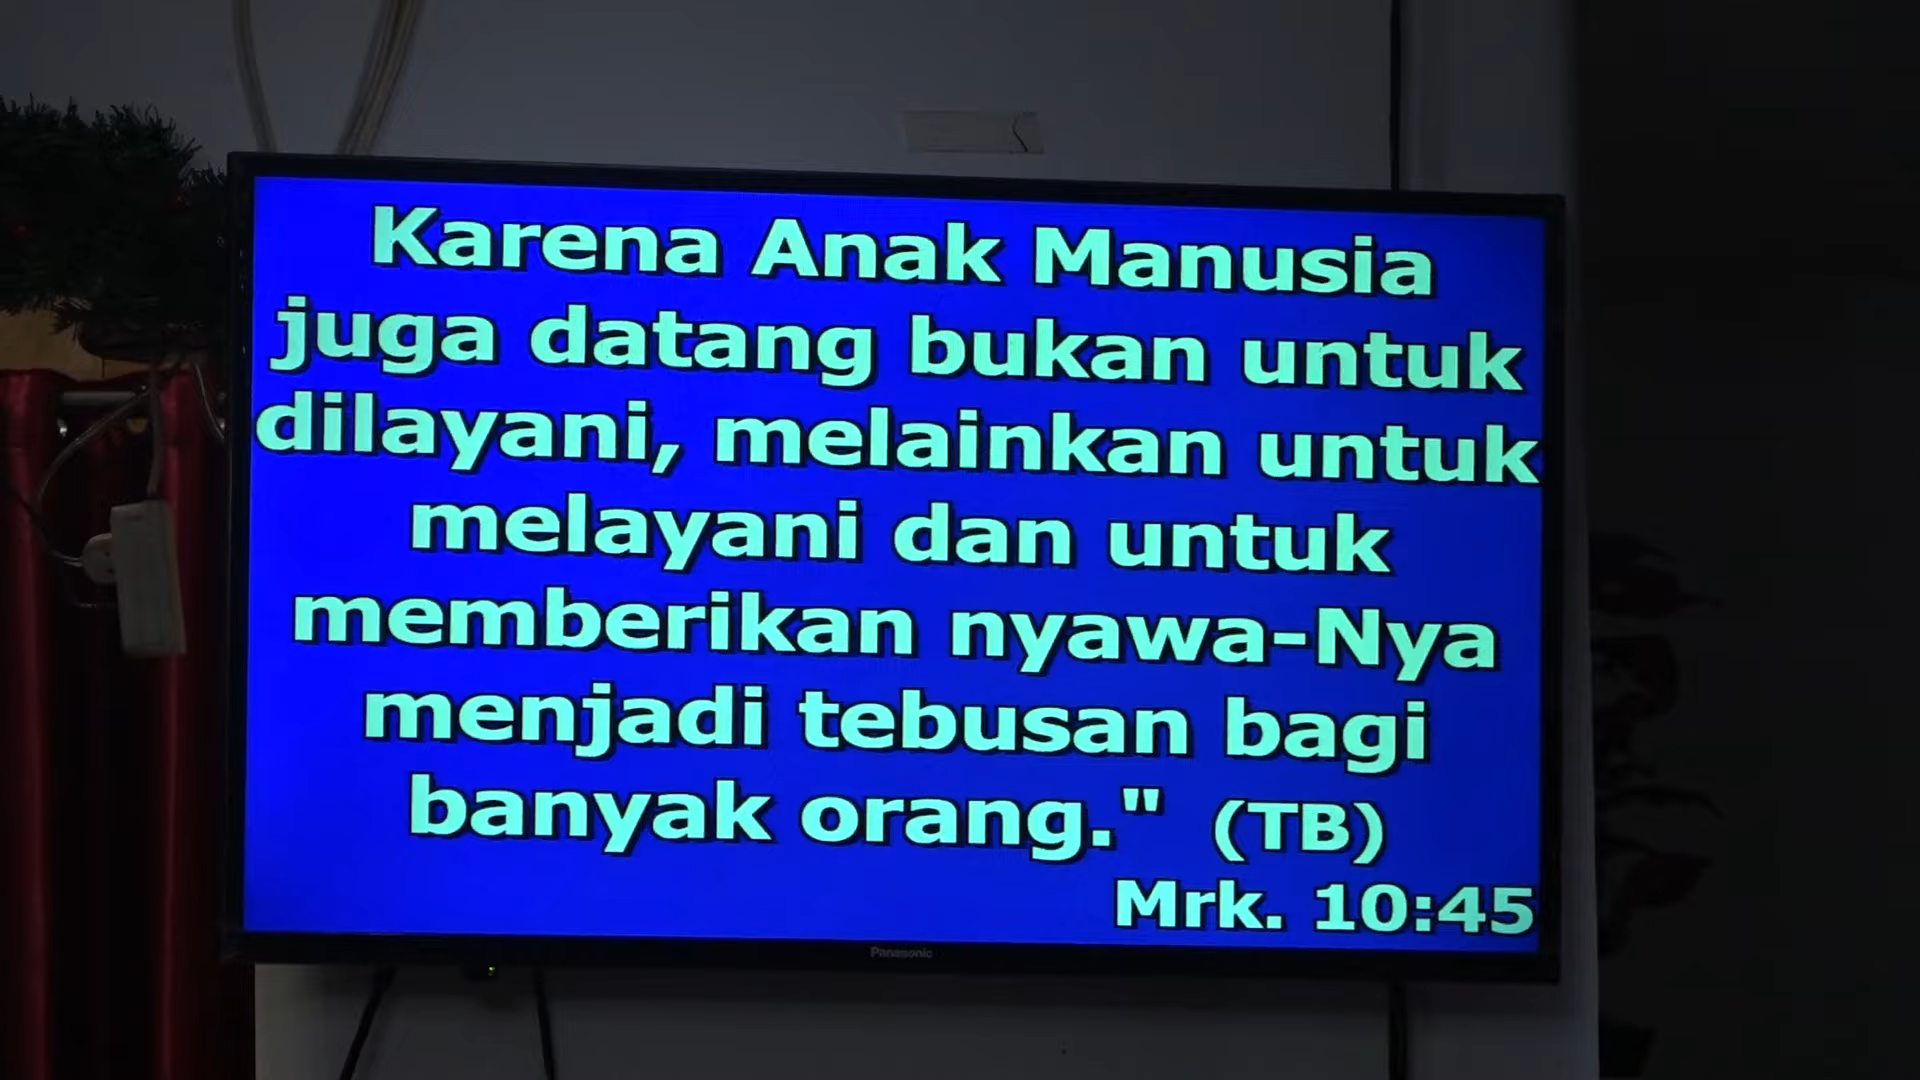 Karena Anak Manusia
juga datang bukan untuk
dilayani, melainkan untuk
melayani dan untuk
memberikan nyawa-Nya
menjadi tebusan bagi
banyak orang." (TB)
Mrk. 10:45
Panasonic